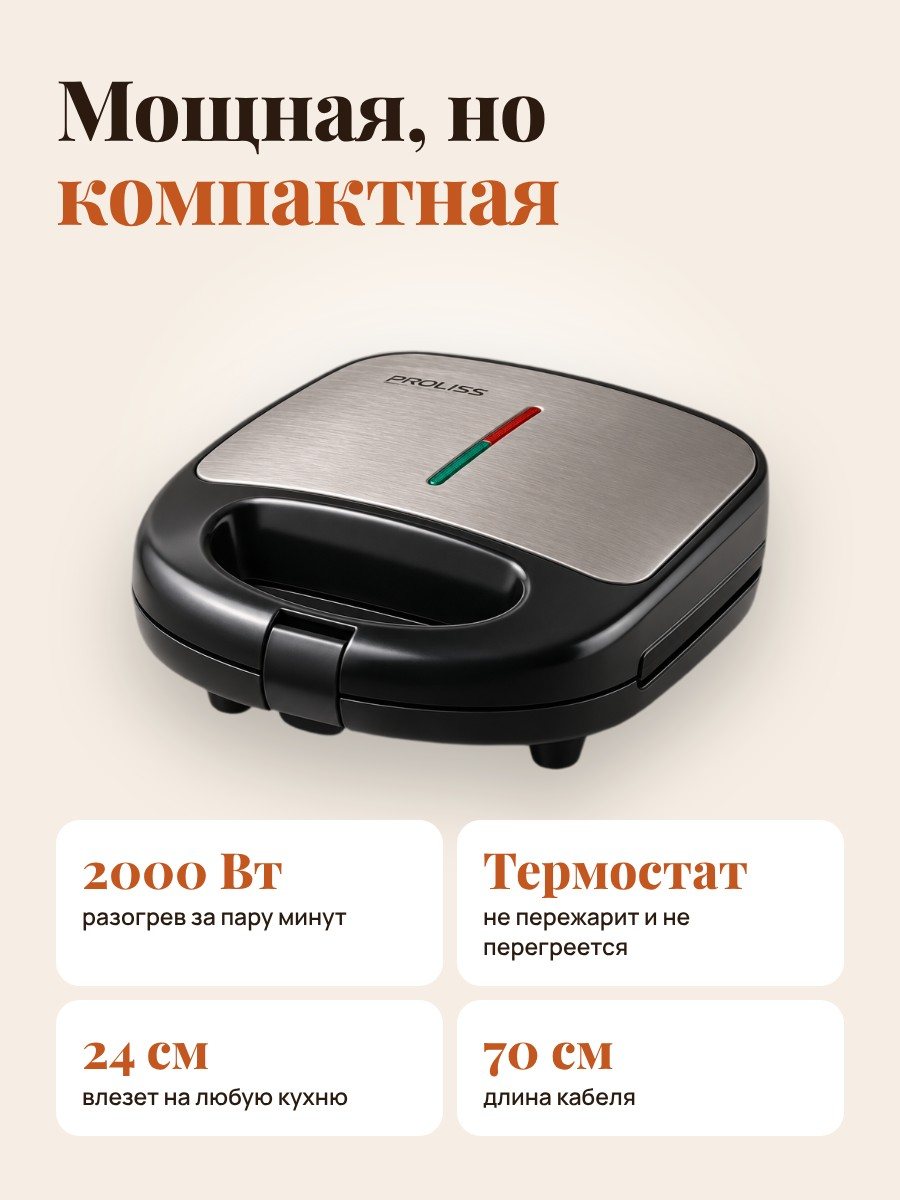 Мощная, но
компактная
PROLISS
2000 Вт
разогрев за пару минут
Термостат
не пережарит и не
перегреется
24 см
влезет на любую кухню
70 см
длина кабеля